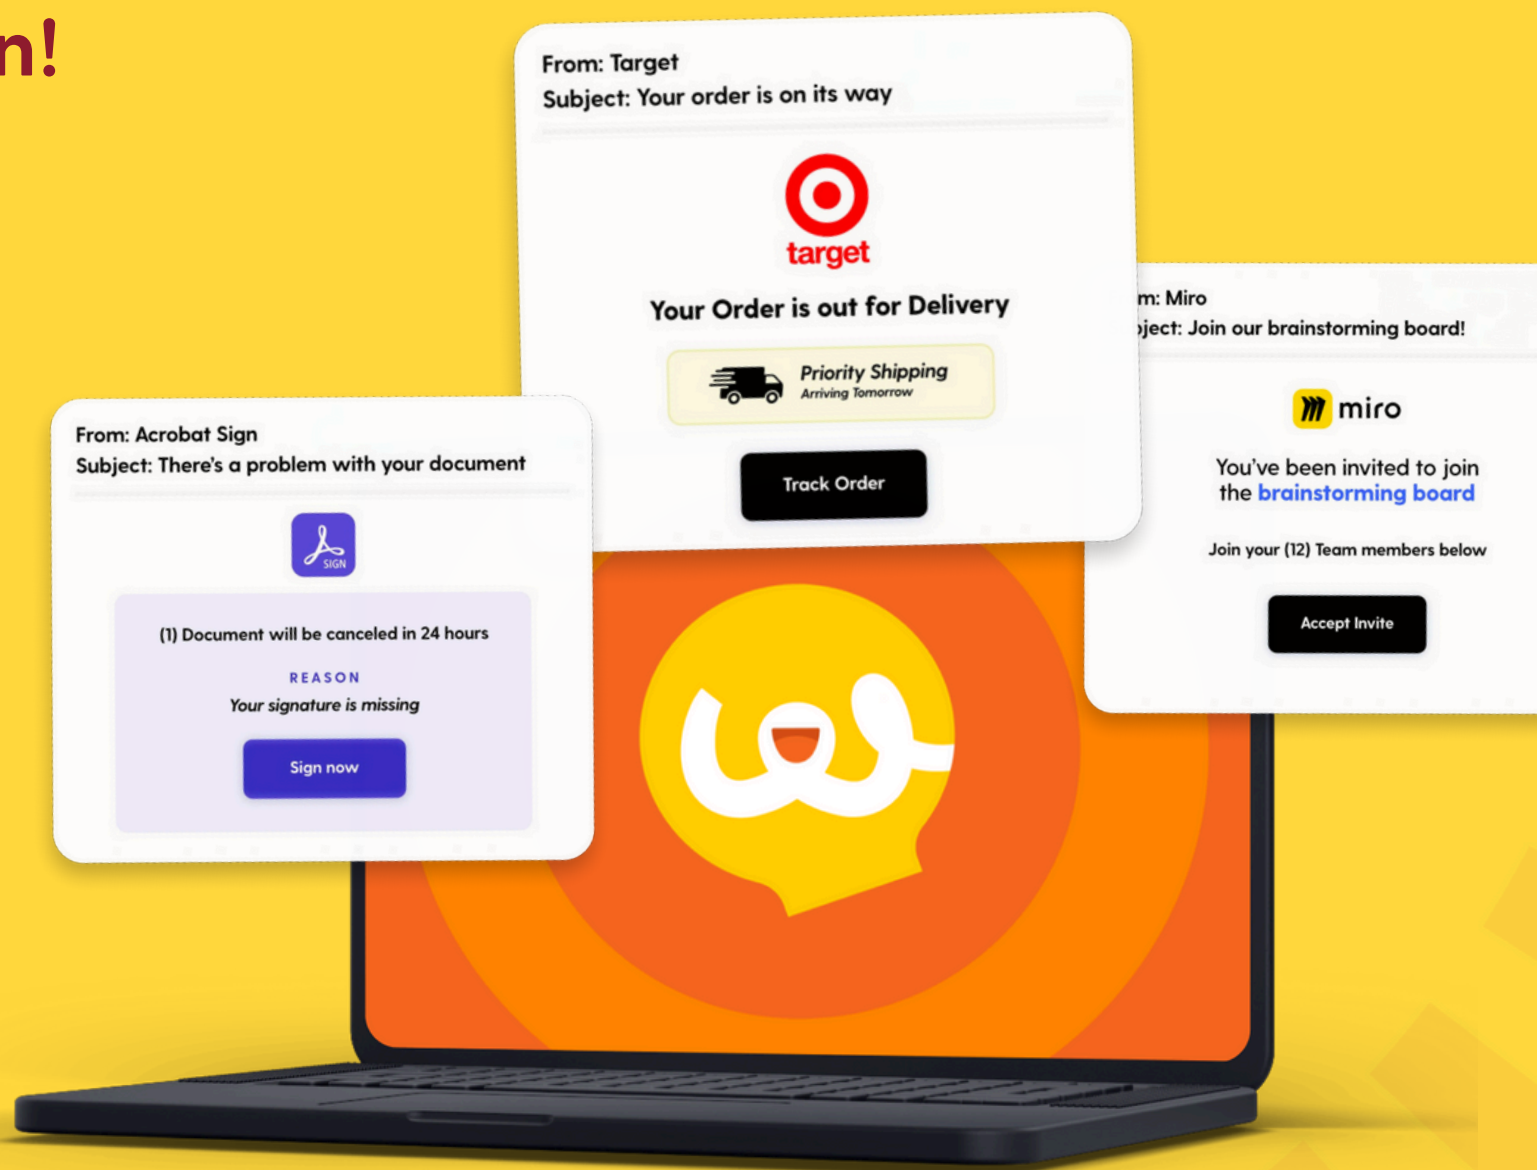 n!
From: Target
Subject: Your order is on its way
target
Your Order is out for Delivery
Priority Shipping
Arriving Tomorrow
Track Order
m: Miro
ject: Join our brainstorming board!
miro
You've been invited to join
the brainstorming board
Join your (12) Team members below
Accept Invite
From: Acrobat Sign
Subject: There's a problem with your document
SIGN
(1) Document will be canceled in 24 hours
REASON
Your signature is missing
Sign now